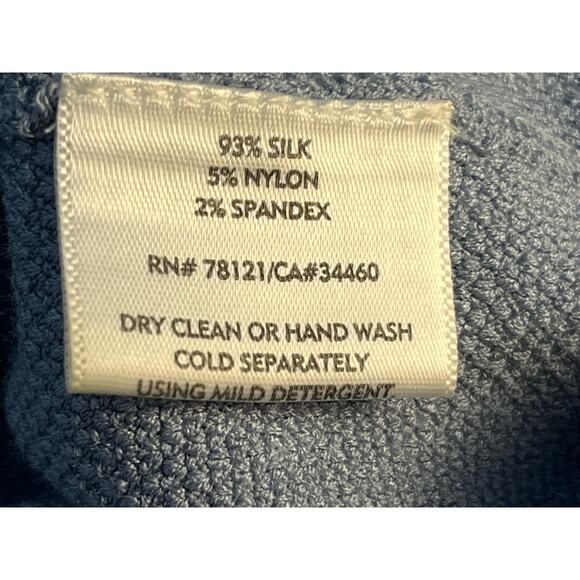 93% SILK
5% NYLON
2% SPANDEX
RN# 78121/CA#34460
DRY CLEAN OR HAND WASH
COLD SEPARATELY
USING MILD DETERGENT